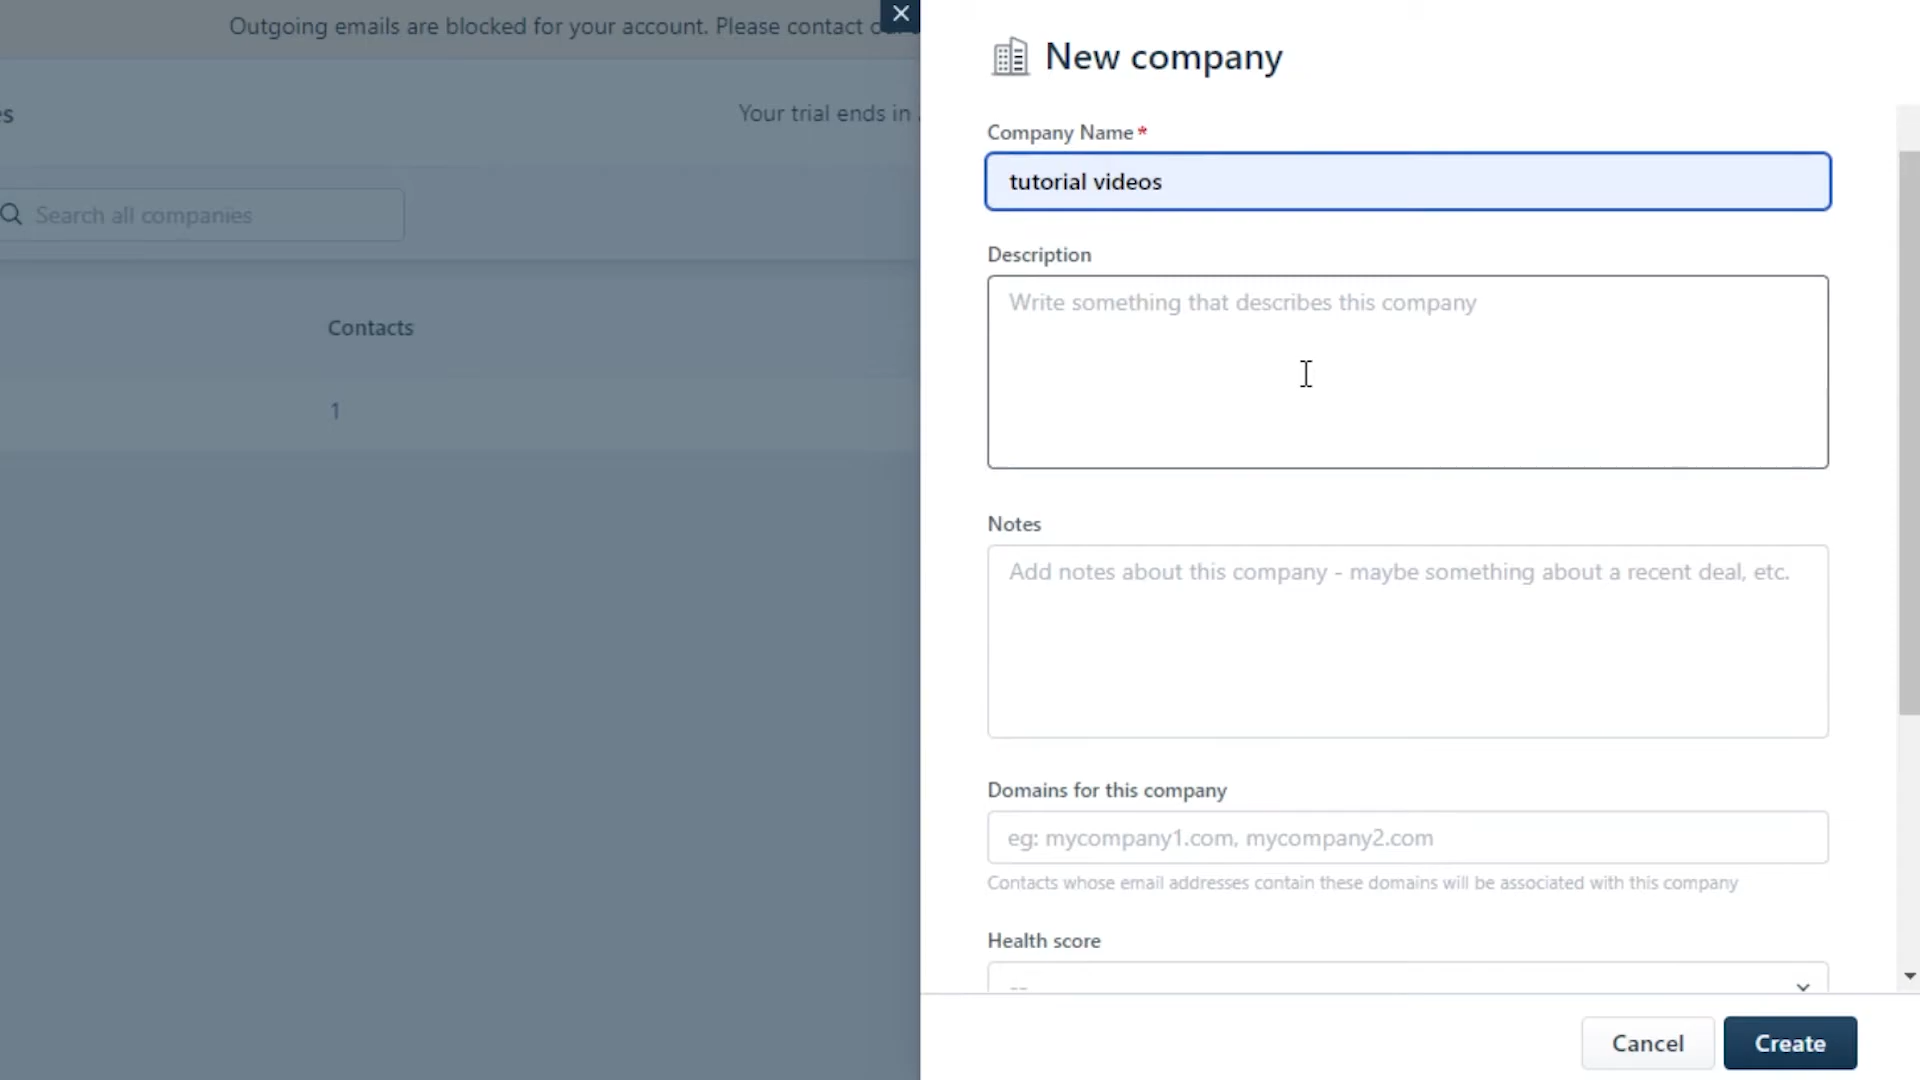 Outgoing emails are blocked for your account. Please contact
Your trial ends in
Search all companies
Contacts
1
New company
Company Name*
tutorial videos
Description
Write something that describes this company
Notes
Add notes about this company - maybe something about a recent deal, etc.
Domains for this company
eg: mycompany1.com, mycompany2.com
Contacts whose email addresses contain these domains will be associated with this company
Health score
--
Cancel
Create